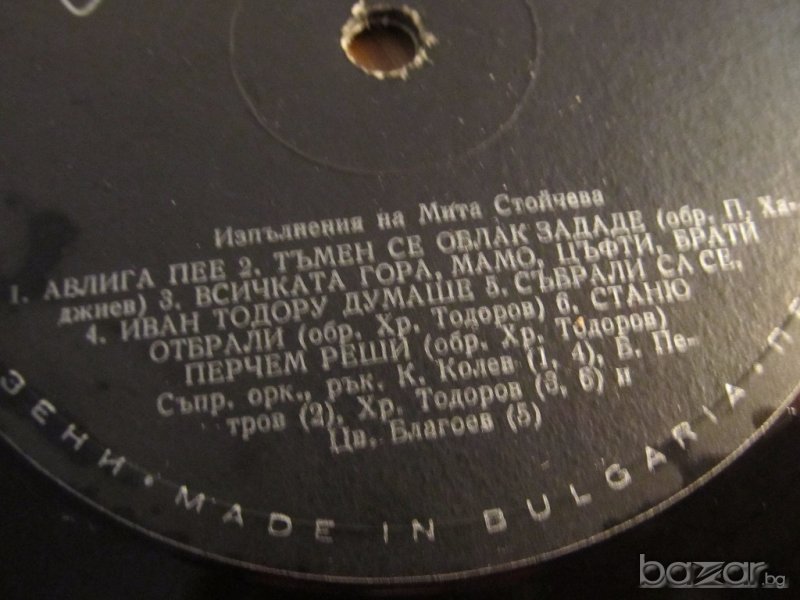 Изпълнения на Мита Стойчева
1. АВЛИГА ПЕЕ 2. ТЪМЕН СЕ ОБЛАК ЗАДАДЕ (обр. П. Ха-
джиев) 3. ВСИЧКАТА ГОРА, МАМО, ЦЪФТИ, БРАТИ
4. ИВАН ТОДОРУ ДУМАШЕ 5. СЪБРАЛИ СА СЕ,
ОТБРАЛИ (обр. Хр. Тодоров) 6. СТАНЮ
ПЕРЧЕМ РЕШИ (обр. Хр. Тодоров)
Съпр. орк., рък. К. Колев (1, 4), В. Пе-
тров (2), Хр. Тодоров (3, 6) и
Цв. Благоев (5)
ЗЕНИ · MADE IN BULGARIA ·
bazar.bg